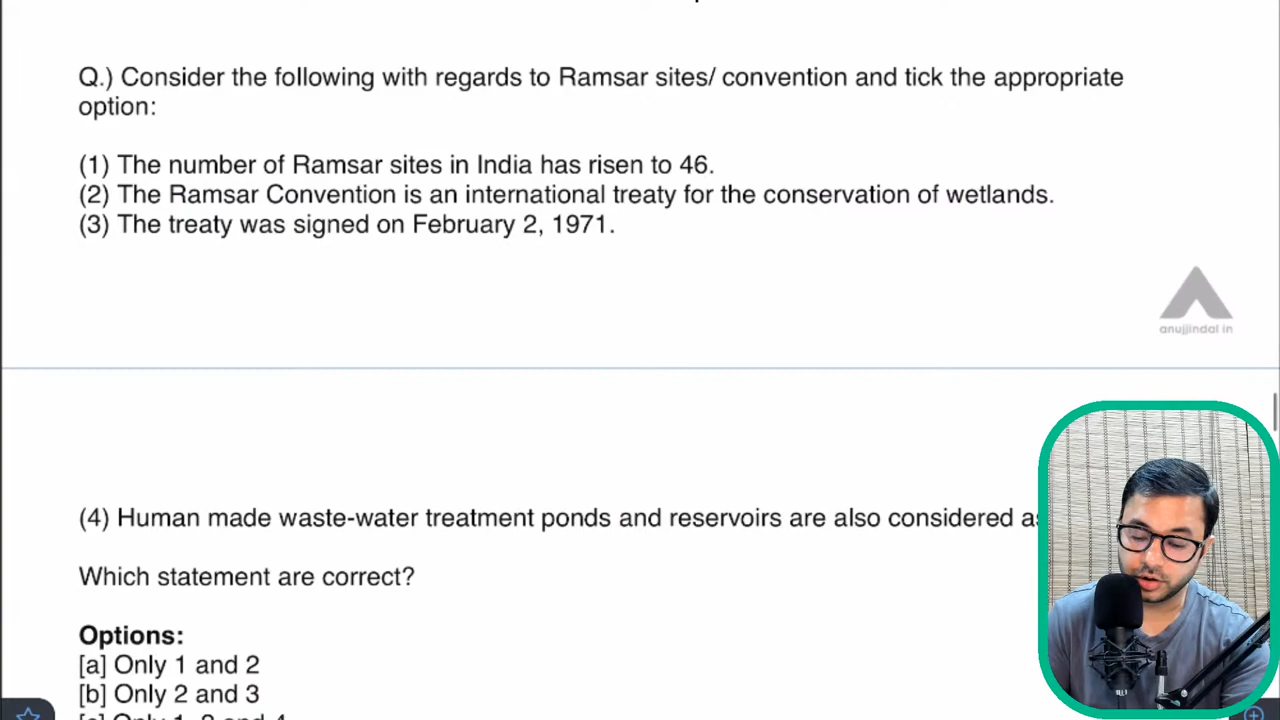 Q.) Consider the following with regards to Ramsar sites/ convention and tick the appropriate
option:
(1) The number of Ramsar sites in India has risen to 46.
(2) The Ramsar Convention is an international treaty for the conservation of wetlands.
(3) The treaty was signed on February 2, 1971.
anujjindal in
(4) Human made waste-water treatment ponds and reservoirs are also considered as
Which statement are correct?
Options:
[a] Only 1 and 2
[b] Only 2 and 3